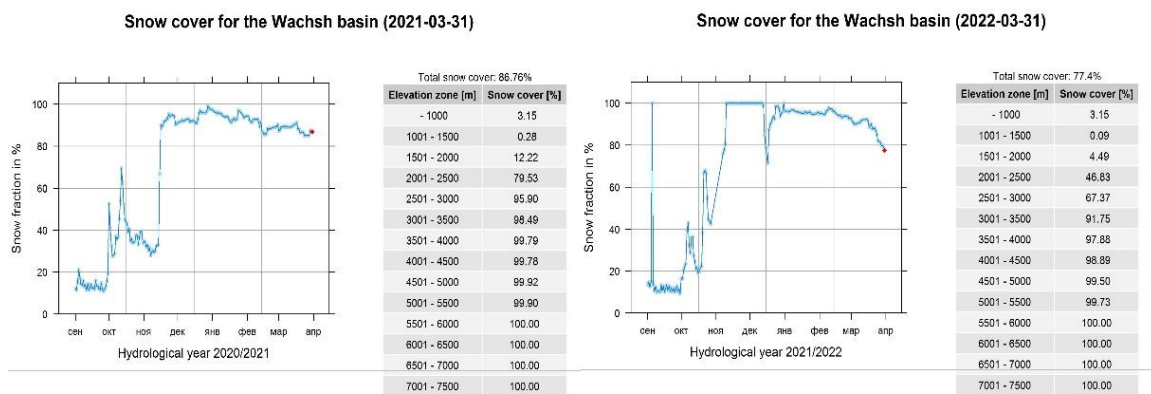 Snow cover for the Wachsh basin (2021-03-31)
Total snow cover: 86.76%
Elevation zone [m] Snow cover [%]
- 1000 3.15
1001 - 1500 0.28
1501 - 2000 12.22
2001 - 2500 79.53
2501 - 3000 95.90
3001 - 3500 98.49
3501 - 4000 99.79
4001 - 4500 99.78
4501 - 5000 99.92
5001 - 5500 99.90
5501 - 6000 100.00
6001 - 6500 100.00
6501 - 7000 100.00
7001 - 7500 100.00
Snow fraction in %
100
80
60
40
20
0
сен окт ноя дек янв фев мар апр
Hydrological year 2020/2021
Snow cover for the Wachsh basin (2022-03-31)
Total snow cover: 77.4%
Elevation zone [m] Snow cover [%]
- 1000 3.15
1001 - 1500 0.09
1501 - 2000 4.49
2001 - 2500 46.83
2501 - 3000 67.37
3001 - 3500 91.75
3501 - 4000 97.88
4001 - 4500 98.89
4501 - 5000 99.50
5001 - 5500 99.73
5501 - 6000 100.00
6001 - 6500 100.00
6501 - 7000 100.00
7001 - 7500 100.00
Snow fraction in %
100
80
60
40
20
0
сен окт ноя дек янв фев мар апр
Hydrological year 2021/2022